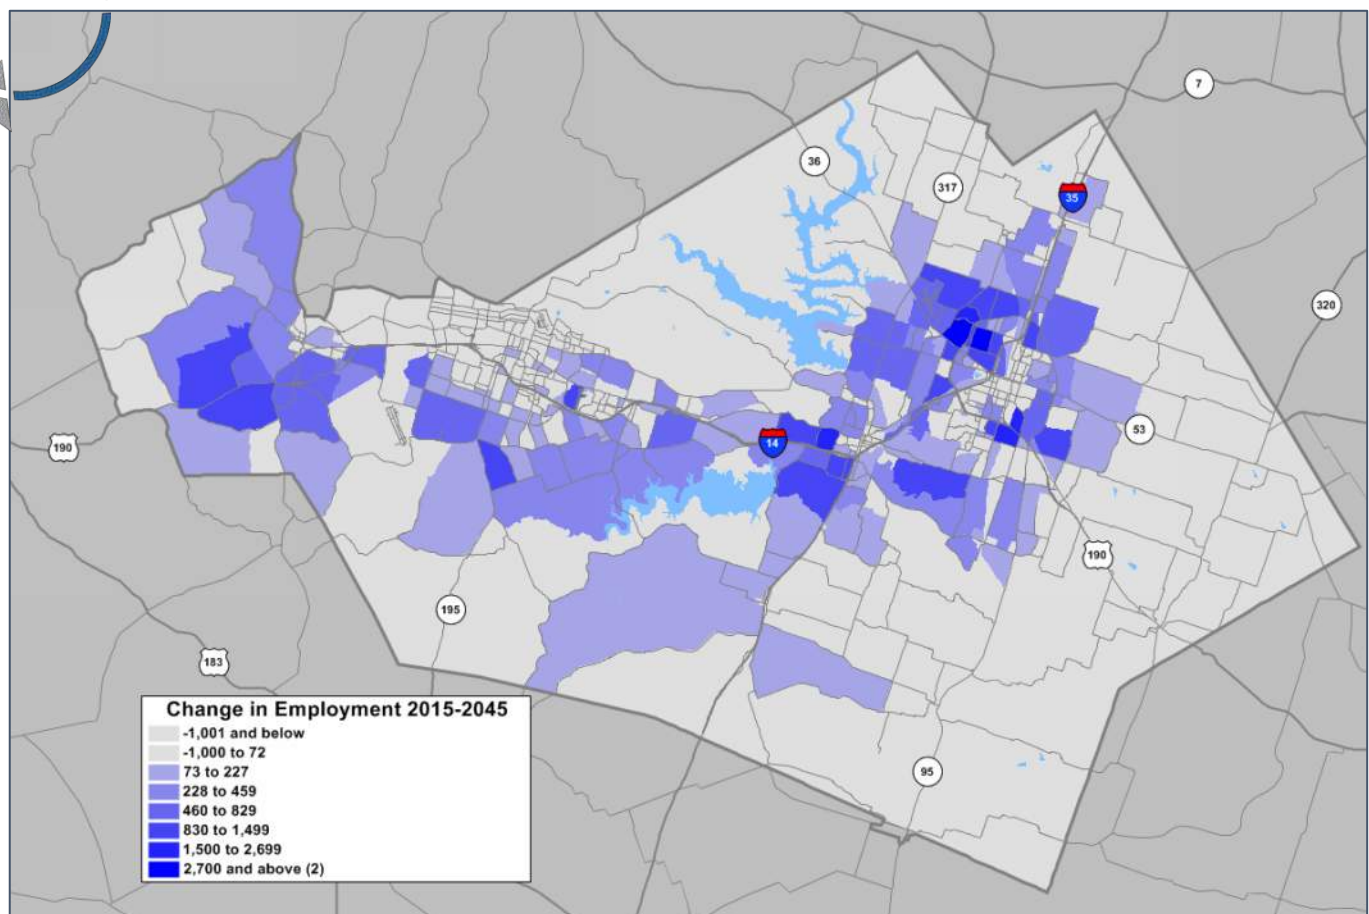 7
36
317
35
320
190
53
14
190
195
183
95
Change in Employment 2015-2045
-1,001 and below
-1,000 to 72
73 to 227
228 to 459
460 to 829
830 to 1,499
1,500 to 2,699
2,700 and above (2)